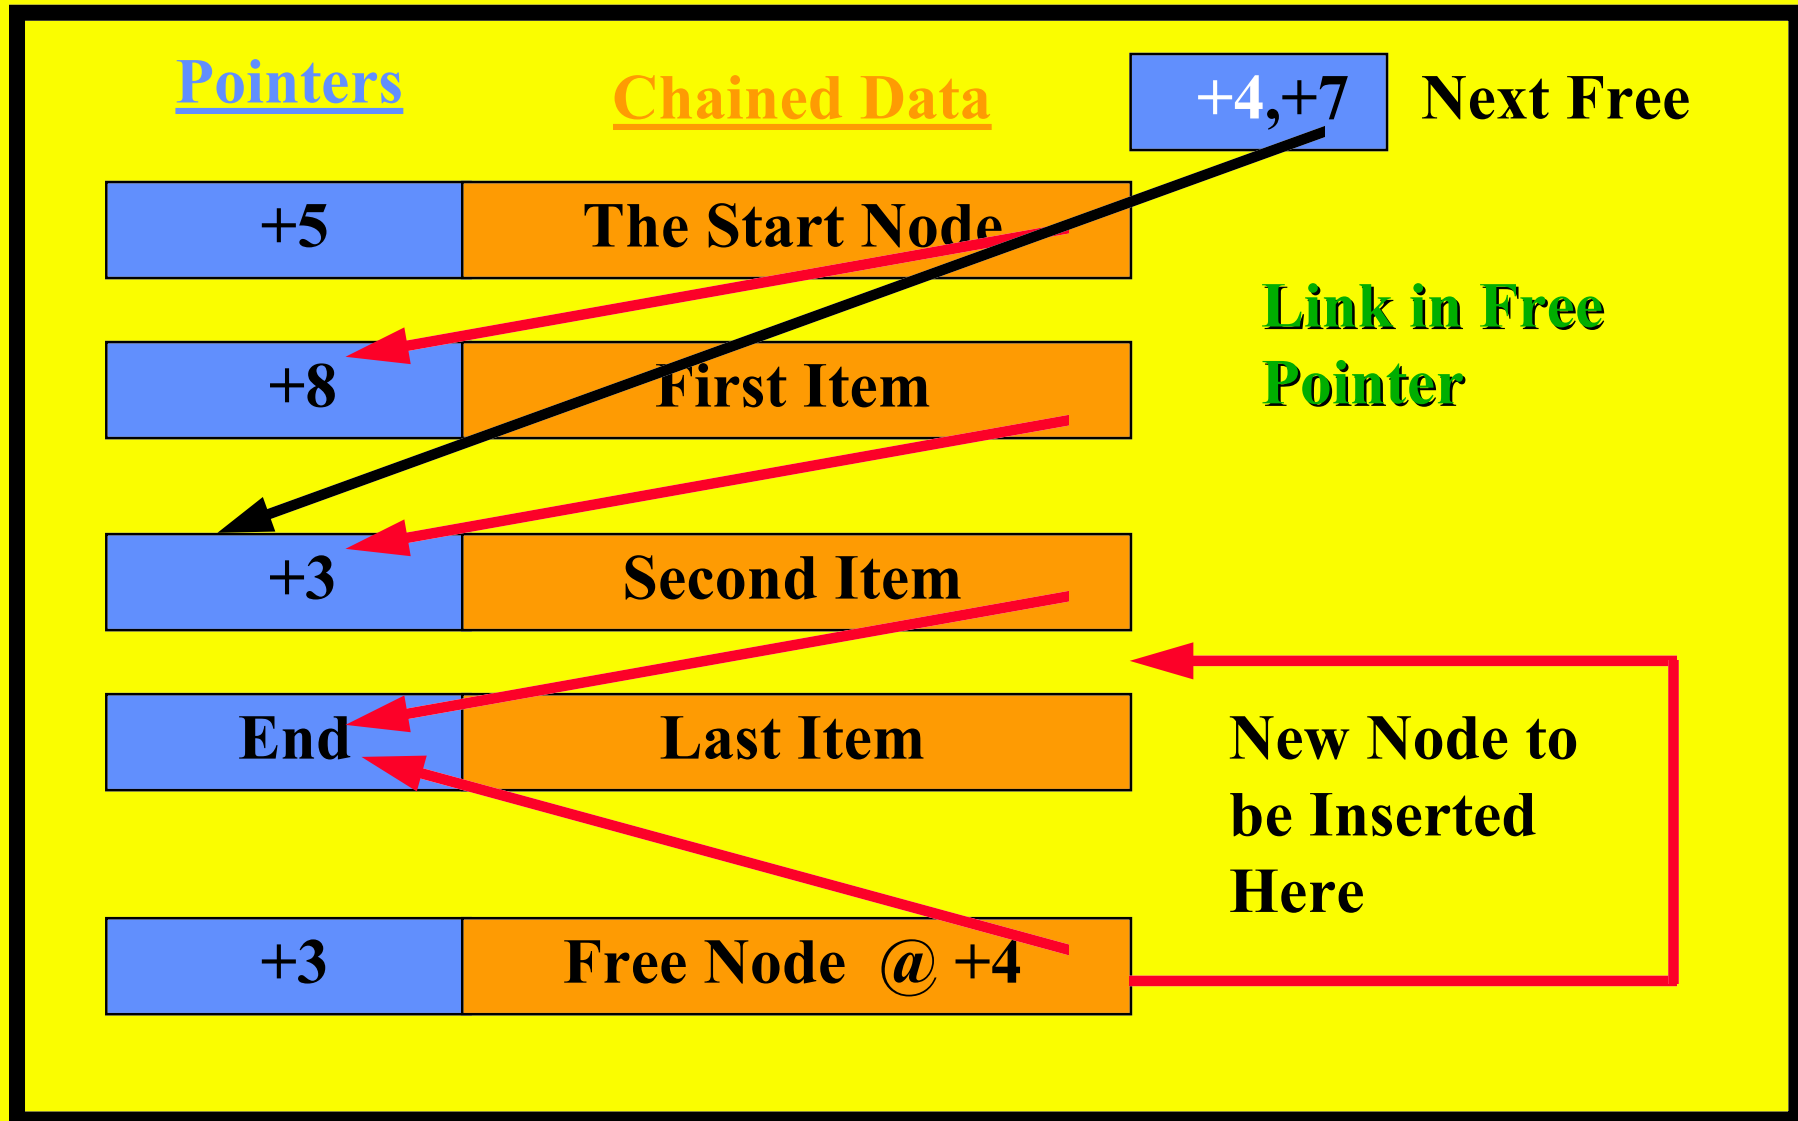 Pointers
Chained Data
+4,+7
Next Free
+5
The Start Node
Link in Free
Pointer
+8
First Item
+3
Second Item
End
Last Item
New Node to
be Inserted
Here
+3
Free Node @ +4